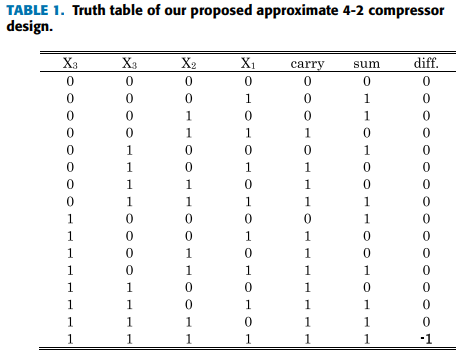 TABLE 1. Truth table of our proposed approximate 4-2 compressor
design.
X3 X3 X2 X1 carry sum diff.
0 0 0 0 0 0 0
0 0 0 1 0 1 0
0 0 1 0 0 1 0
0 0 1 1 1 0 0
0 1 0 0 0 1 0
0 1 0 1 1 0 0
0 1 1 0 1 0 0
0 1 1 1 1 1 0
1 0 0 0 0 1 0
1 0 0 1 1 0 0
1 0 1 0 1 0 0
1 0 1 1 1 1 0
1 1 0 0 1 0 0
1 1 0 1 1 1 0
1 1 1 0 1 1 0
1 1 1 1 1 1 -1